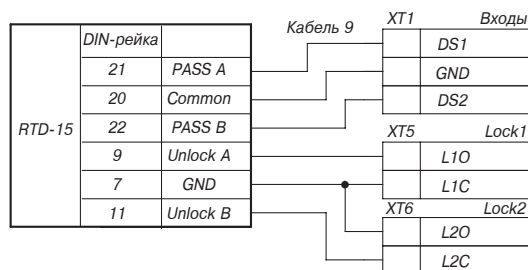 DIN-рейка
Кабель 9
XT1 Входы
DS1
21 PASS A
GND
20 Common
DS2
RTD-15
22 PASS B
XT5 Lock1
9 Unlock A
L1O
7 GND
L1C
XT6 Lock2
11 Unlock B
L2O
L2C